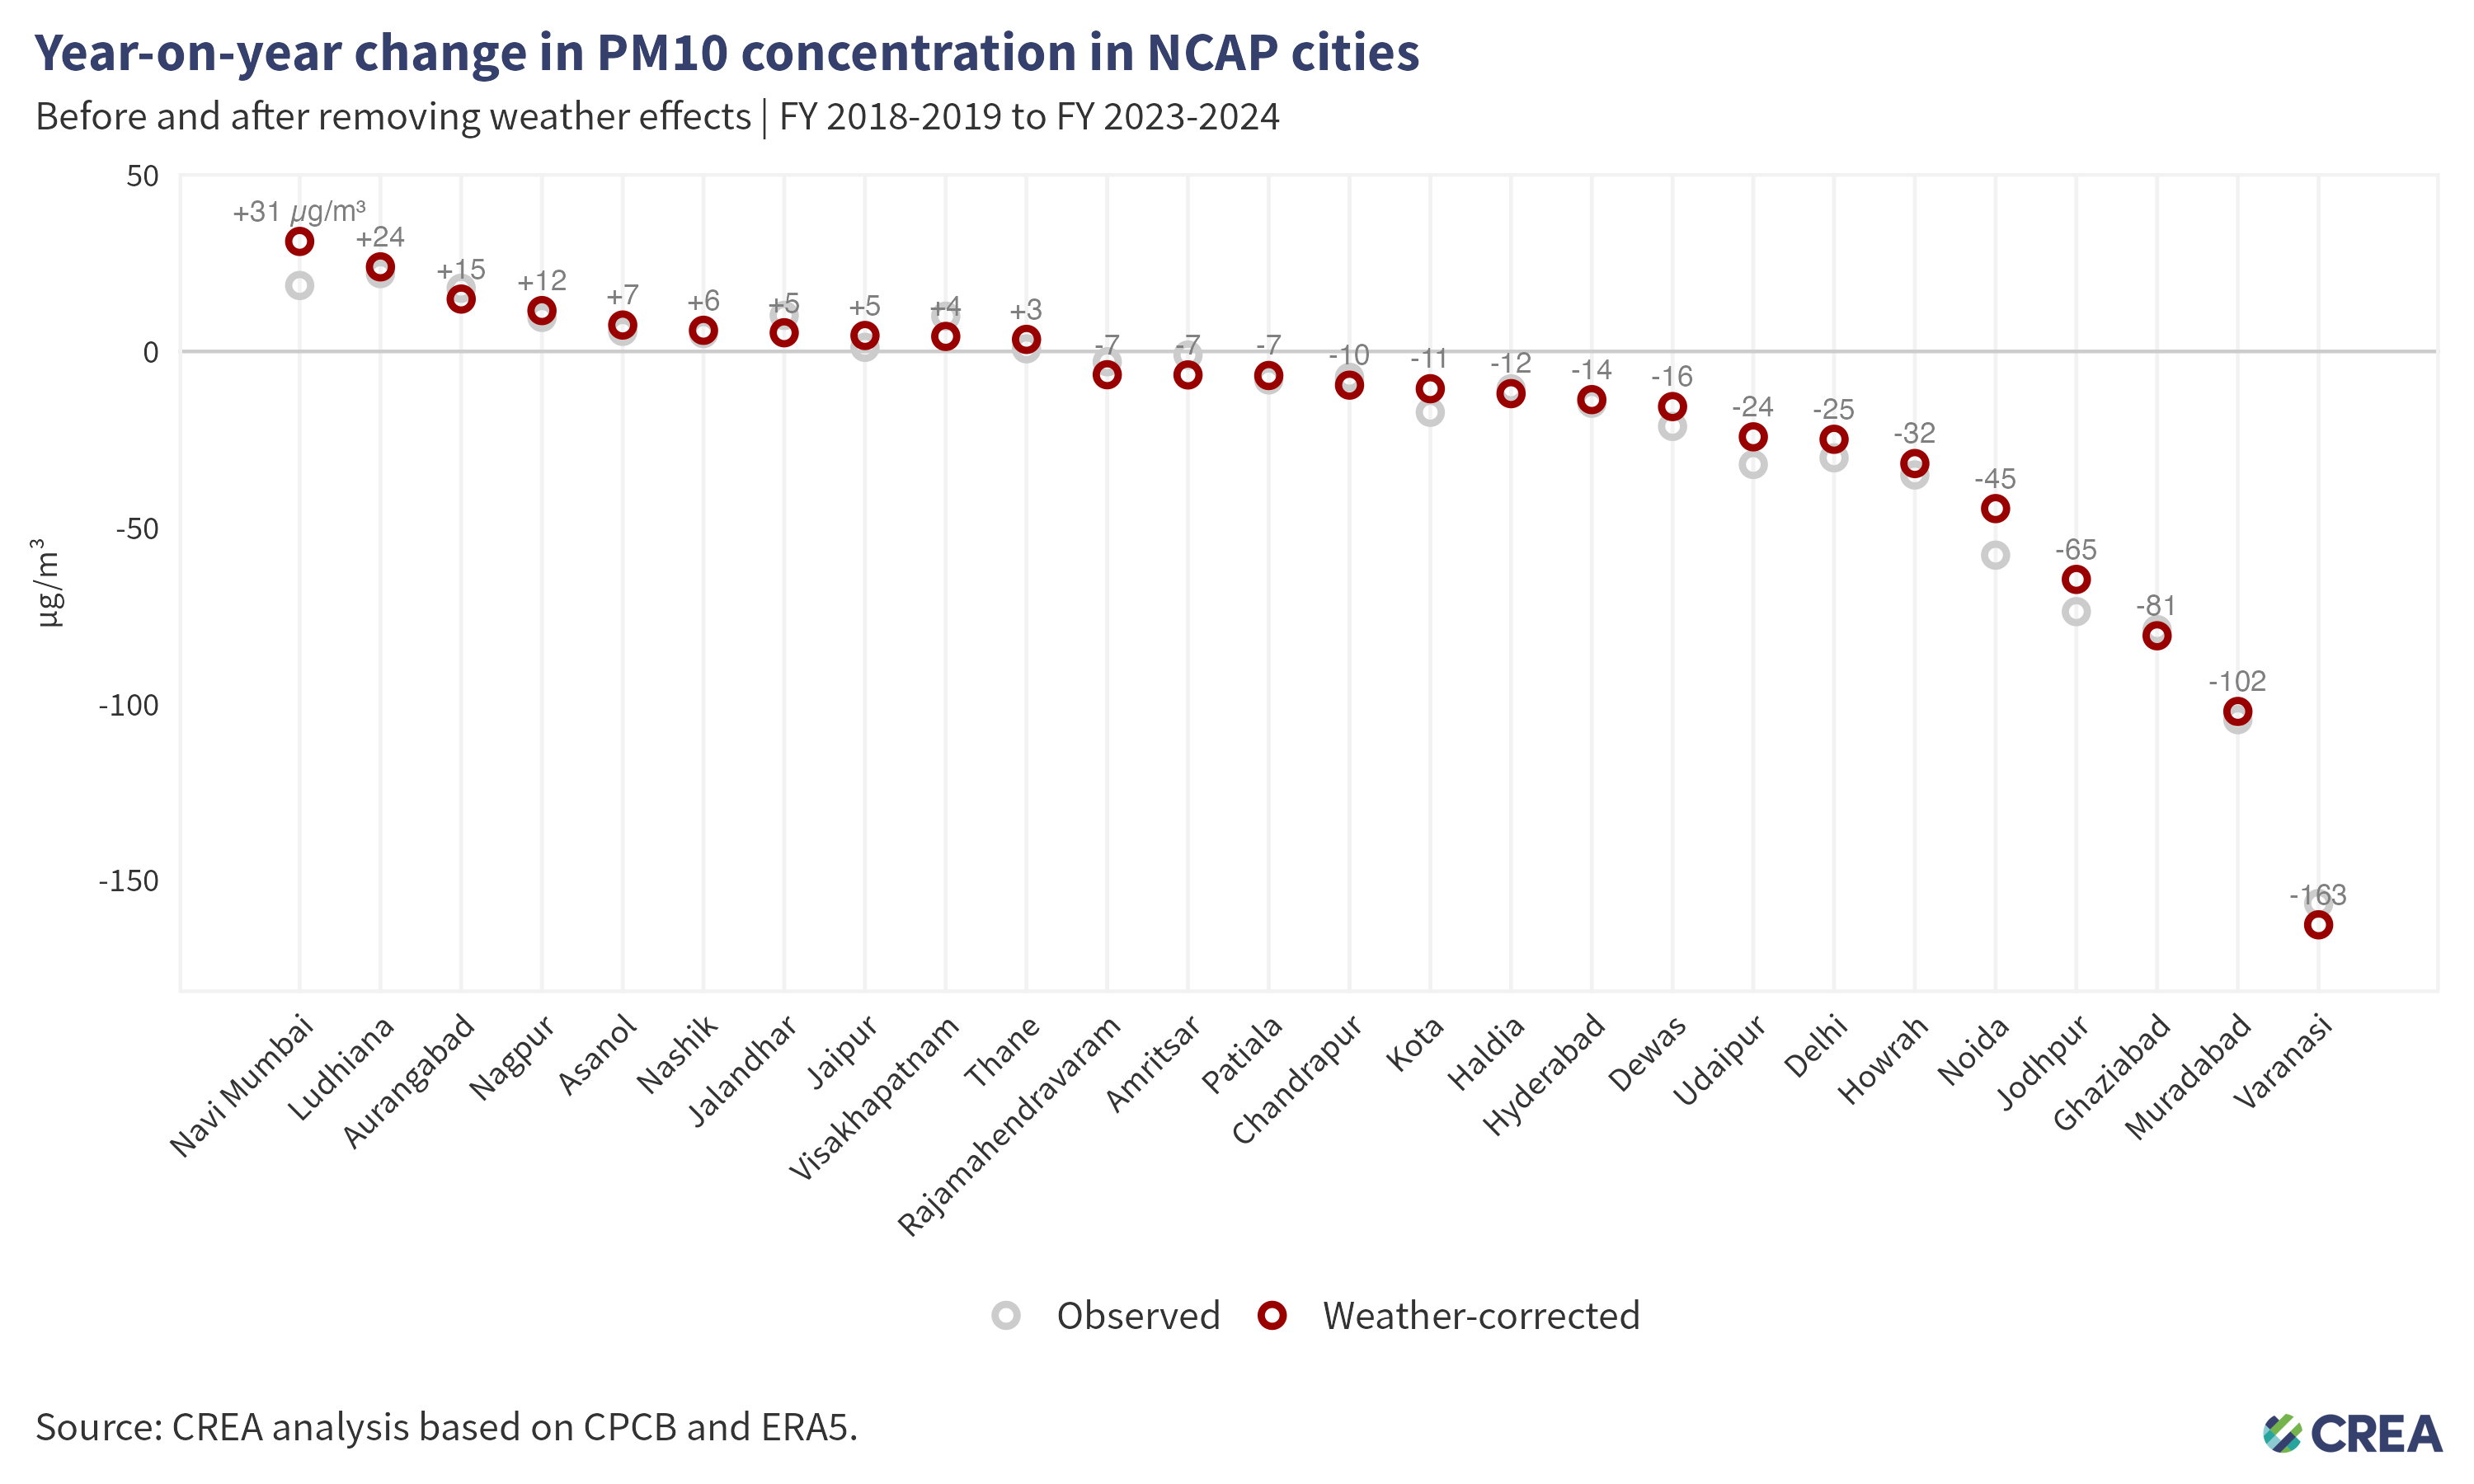 Year-on-year change in PM10 concentration in NCAP cities
Before and after removing weather effects | FY 2018-2019 to FY 2023-2024
µg/m³
50
0
-50
-100
-150
+31 µg/m³
+24
+15
+12
+7
+6
+5
+5
+4
+3
-7
-7
-7
-10
-11
-12
-14
-16
-24
-25
-32
-45
-65
-81
-102
-163
Navi Mumbai
Ludhiana
Aurangabad
Nagpur
Asanol
Nashik
Jalandhar
Jaipur
Visakhapatnam
Thane
Rajamahendravaram
Amritsar
Patiala
Chandrapur
Kota
Haldia
Hyderabad
Dewas
Udaipur
Delhi
Howrah
Noida
Jodhpur
Ghaziabad
Muradabad
Varanasi
Observed
Weather-corrected
Source: CREA analysis based on CPCB and ERA5.
CREA